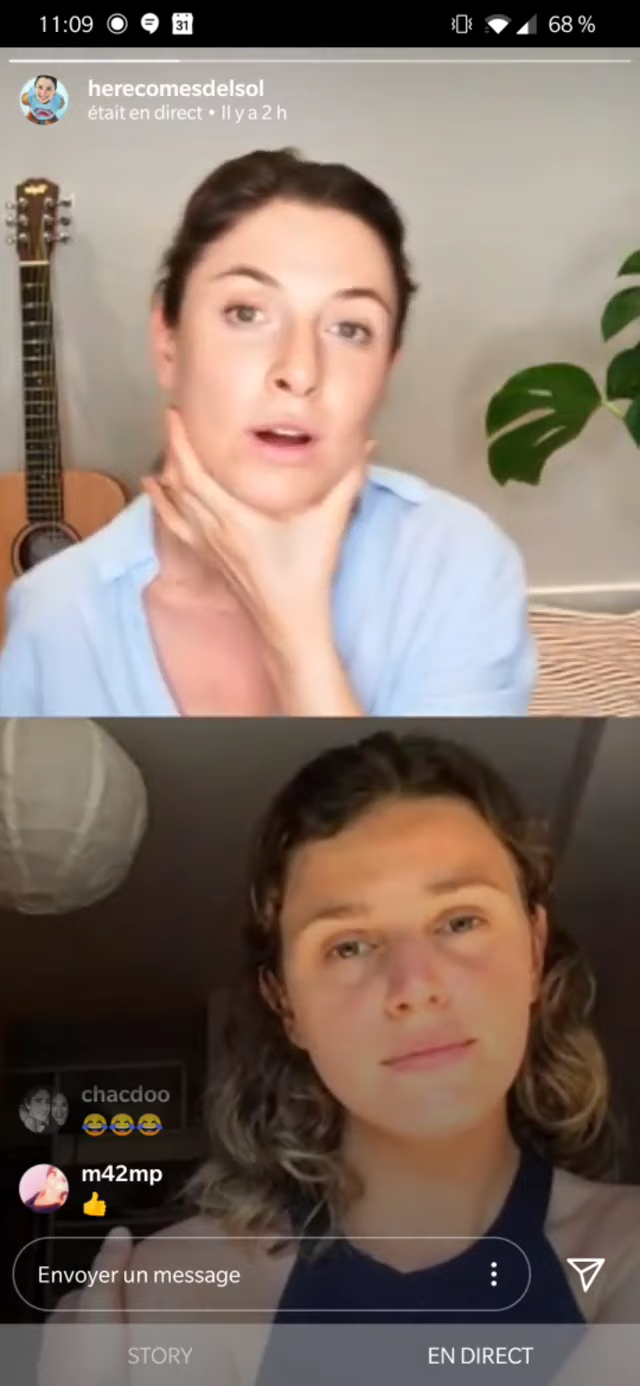 11:09
31
68 %
herecomesdelsol
était en direct • Il y a 2 h
chacdoo
😂😂😂
m42mp
👍
Envoyer un message
STORY
EN DIRECT